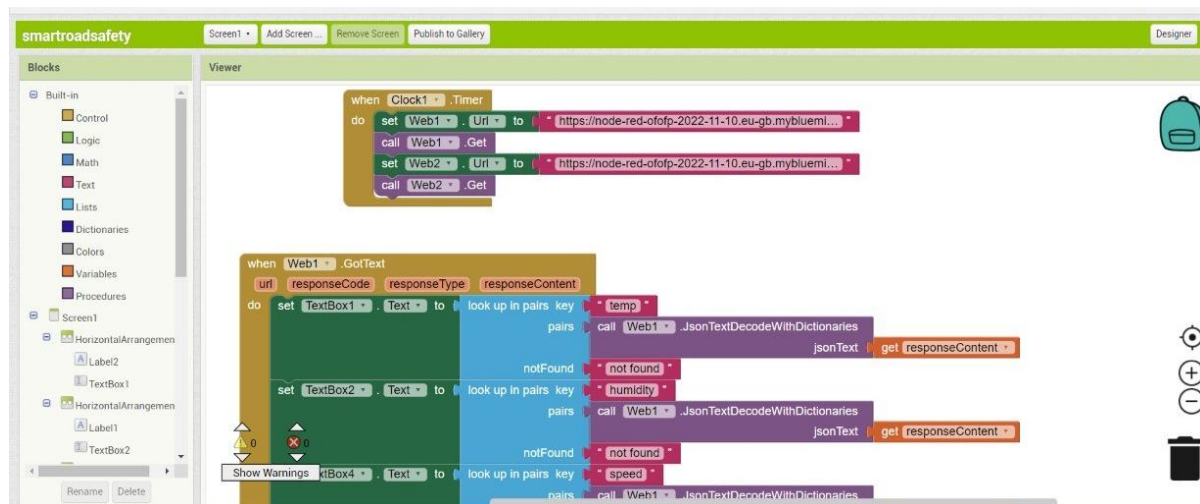 smartroadsafety Screen1 Add Screen ... Remove Screen Publish to Gallery Designer
Blocks Viewer
Built-in
Control
Logic
Math
Text
Lists
Dictionaries
Colors
Variables
Procedures
Screen1
HorizontalArrangemen
Label2
TextBox1
HorizontalArrangemen
Label1
TextBox2
Rename Delete
when Clock1 .Timer
do set Web1 . Url to " https://node-red-ofofp-2022-11-10.eu-gb.mybluemi... "
call Web1 .Get
set Web2 . Url to " https://node-red-ofofp-2022-11-10.eu-gb.mybluemi... "
call Web2 .Get
when Web1 .GotText
url responseCode responseType responseContent
do set TextBox1 . Text to look up in pairs key " temp "
pairs call Web1 .JsonTextDecodeWithDictionaries
jsonText get responseContent
notFound " not found "
set TextBox2 . Text to look up in pairs key " humidity "
pairs call Web1 .JsonTextDecodeWithDictionaries
jsonText get responseContent
notFound " not found "
0 0
Show Warnings
xtBox4 . Text to look up in pairs key " speed "
pairs call Web1 .JsonTextDecodeWithDictionaries